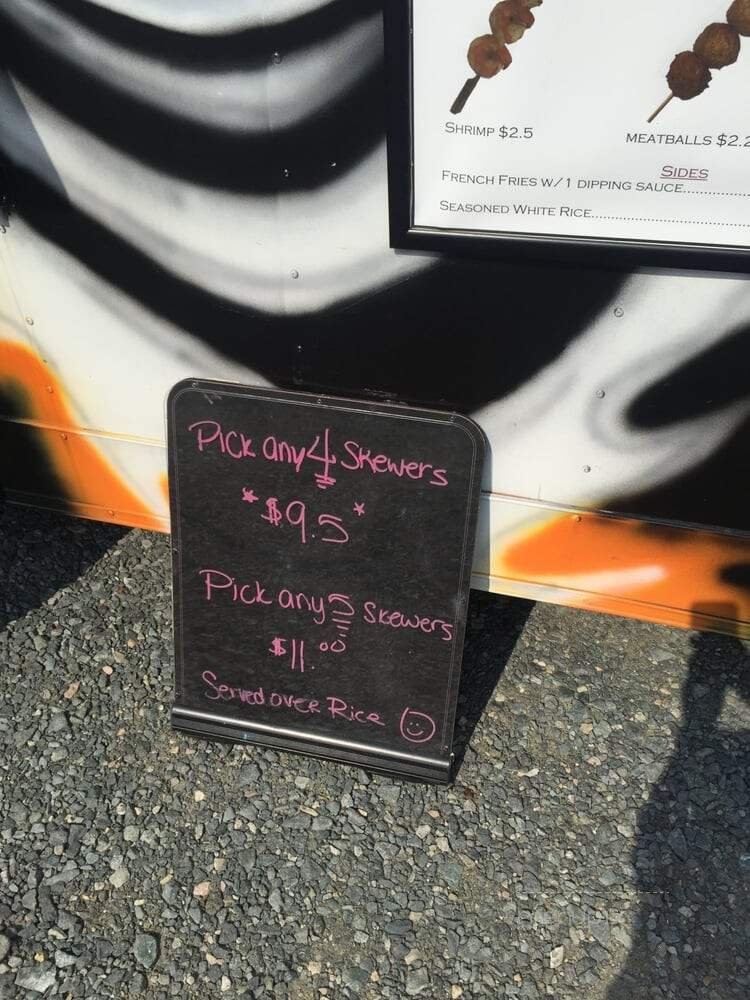 SHRIMP $2.5
MEATBALLS $2.2
SIDES
FRENCH FRIES W/ 1 DIPPING SAUCE........
SEASONED WHITE RICE..............................
Pick any 4 Skewers
* $9.5 *
Pick any 5 Skewers
$11.00
Served over Rice